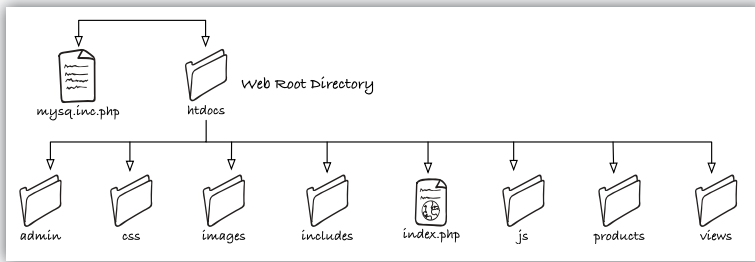 Web Root Directory
mysq.inc.php
htdocs
admin
css
images
includes
index.php
js
products
views